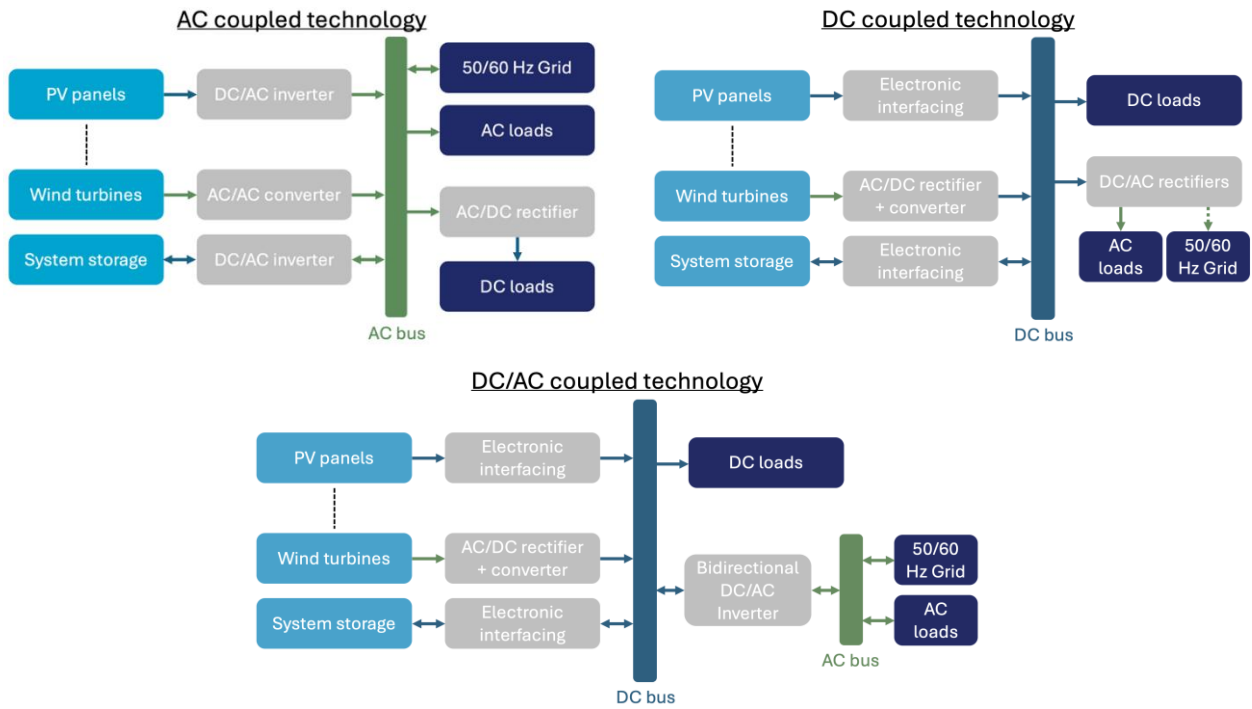 AC coupled technology
PV panels
DC/AC inverter
50/60 Hz Grid
AC loads
Wind turbines
AC/AC converter
AC/DC rectifier
System storage
DC/AC inverter
DC loads
AC bus
DC coupled technology
PV panels
Electronic
interfacing
DC loads
Wind turbines
AC/DC rectifier
+ converter
DC/AC rectifiers
System storage
Electronic
interfacing
AC
loads
50/60
Hz Grid
DC bus
DC/AC coupled technology
PV panels
Electronic
interfacing
DC loads
Wind turbines
AC/DC rectifier
+ converter
Bidirectional
DC/AC
Inverter
50/60
Hz Grid
System storage
Electronic
interfacing
AC
loads
AC bus
DC bus